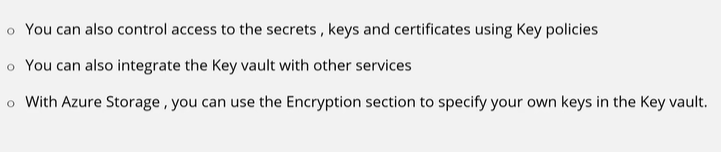 o You can also control access to the secrets , keys and certificates using Key policies
o You can also integrate the Key vault with other services
o With Azure Storage , you can use the Encryption section to specify your own keys in the Key vault.